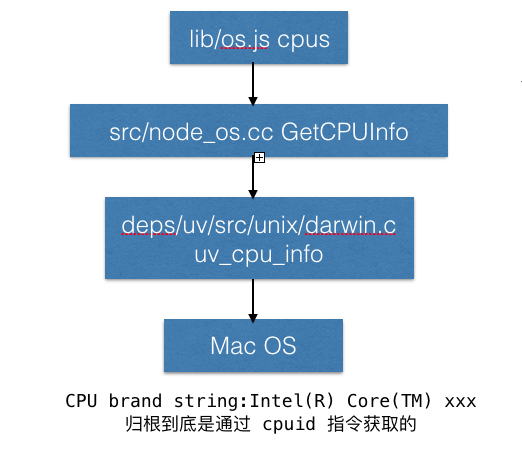 lib/os.js cpus
src/node_os.cc GetCPUInfo
deps/uv/src/unix/darwin.c
uv_cpu_info
Mac OS
CPU brand string:Intel(R) Core(TM) xxx
归根到底是通过 cpuid 指令获取的